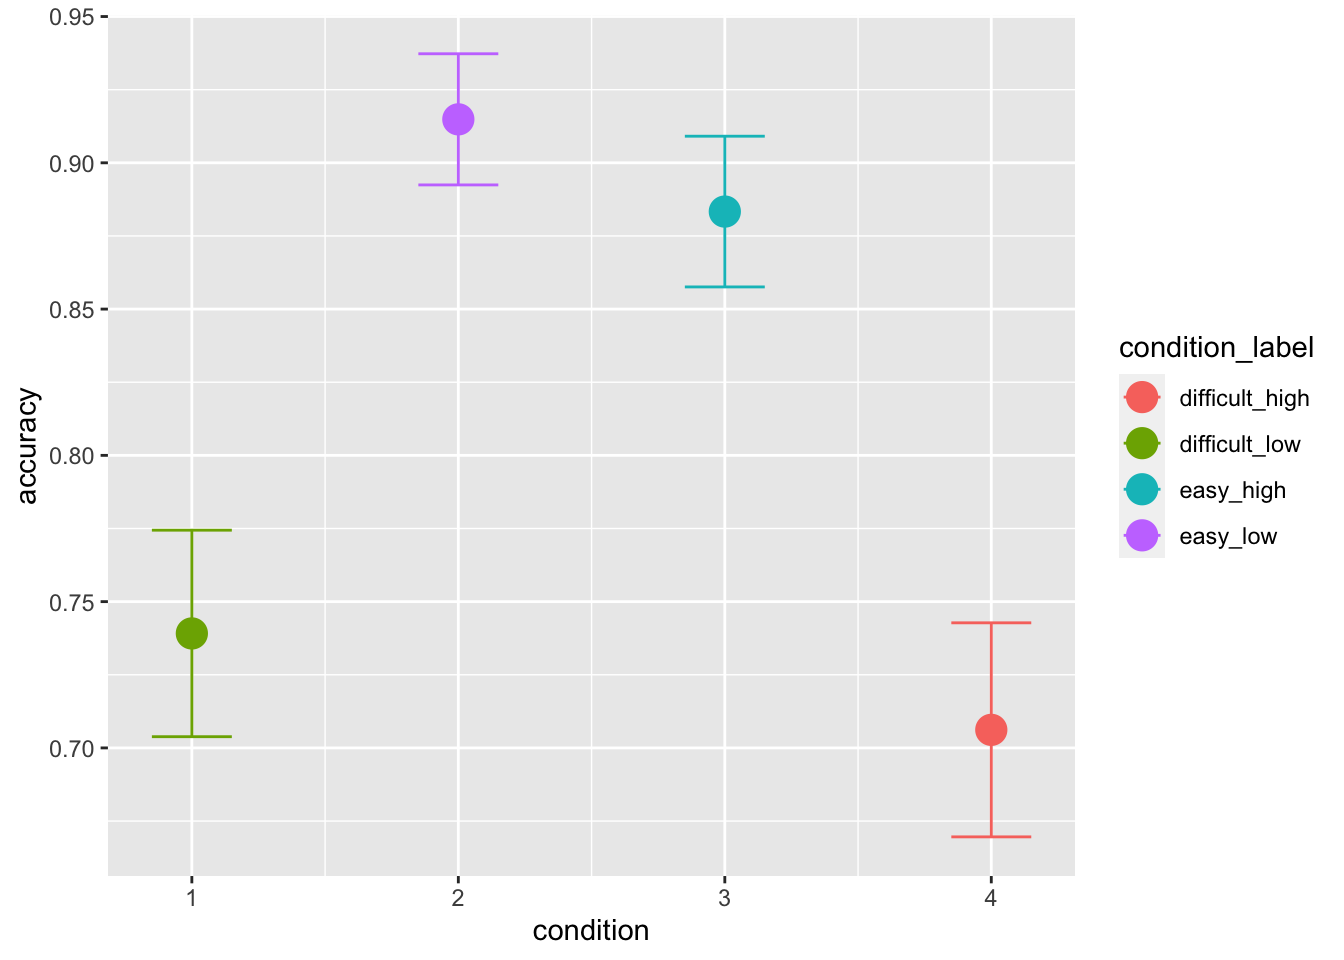 0.95
0.90
0.85
0.80
0.75
0.70
accuracy
1 2 3 4
condition
condition_label
difficult_high
difficult_low
easy_high
easy_low